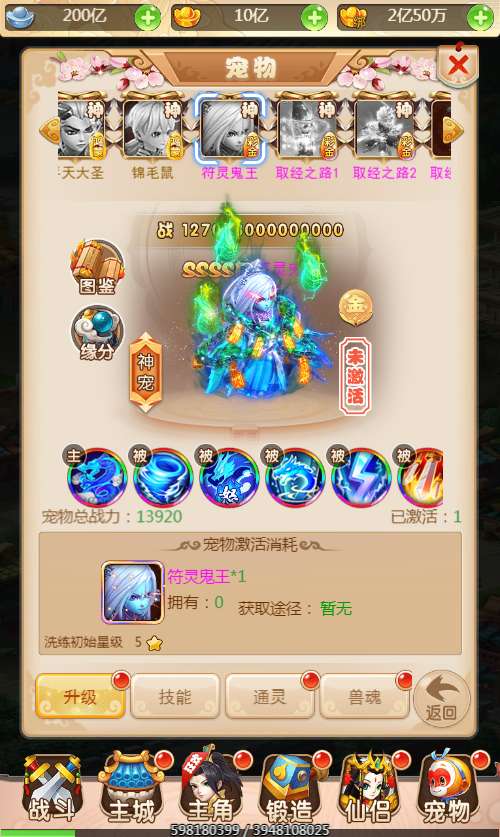 200亿
10亿
2亿50万
宠物
神
神
神
神
神
天大圣
锦毛鼠
符灵鬼王
取经之路1
取经之路2
取经
图鉴
缘分
神宠
金
未激活
主
被
被
被
被
被
怒
宠物总战力：13920
已激活：1
宠物激活消耗
符灵鬼王*1
拥有：0
获取途径：暂无
洗练初始星级 5
升级
技能
通灵
兽魂
返回
战斗
主城
主角
锻造
仙侣
宠物
598180399 / 3948108025